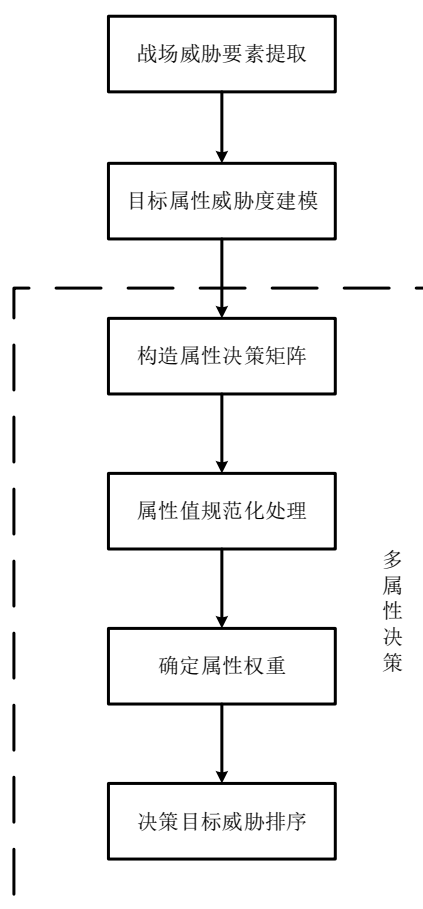 战场威胁要素提取
目标属性威胁度建模
构造属性决策矩阵
属性值规范化处理
多属性决策
确定属性权重
决策目标威胁排序